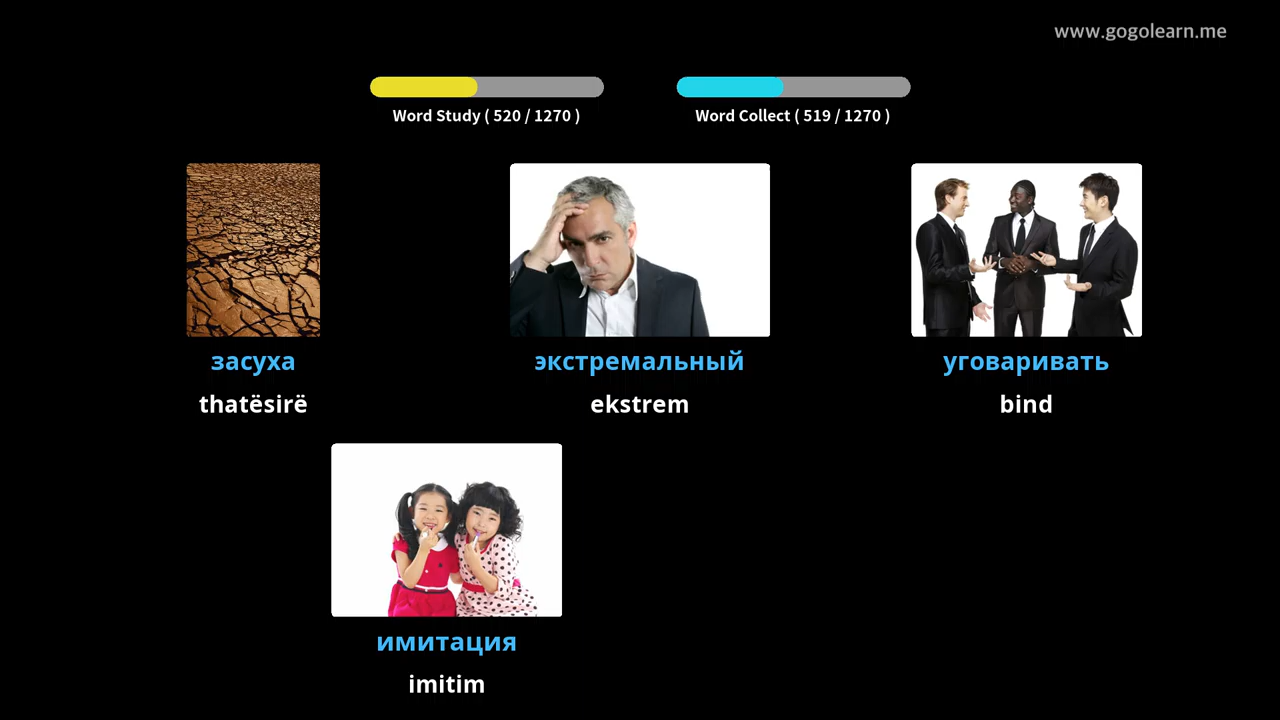 www.gogolearn.me
Word Study ( 520 / 1270 )
Word Collect ( 519 / 1270 )
засуха
экстремальный
уговаривать
thatësirë
ekstrem
bind
имитация
imitim